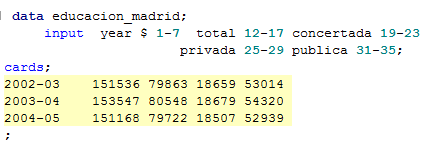 data educacion_madrid;
input year $ 1-7 total 12-17 concertada 19-23
privada 25-29 publica 31-35;
cards;
2002-03 151536 79863 18659 53014
2003-04 153547 80548 18679 54320
2004-05 151168 79722 18507 52939
;